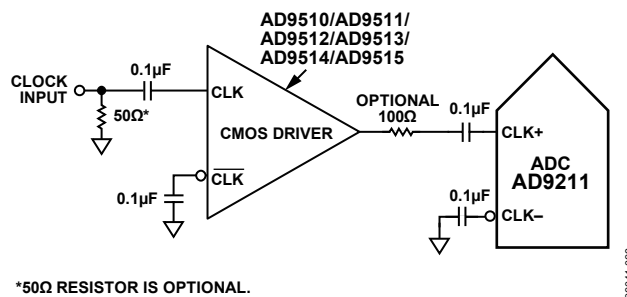 AD9510/AD9511/
AD9512/AD9513/
AD9514/AD9515
CLOCK
INPUT
0.1µF
50Ω*
CLK
CMOS DRIVER
CLK
0.1µF
OPTIONAL
100Ω
0.1µF
CLK+
ADC
AD9211
0.1µF
CLK–
*50Ω RESISTOR IS OPTIONAL.